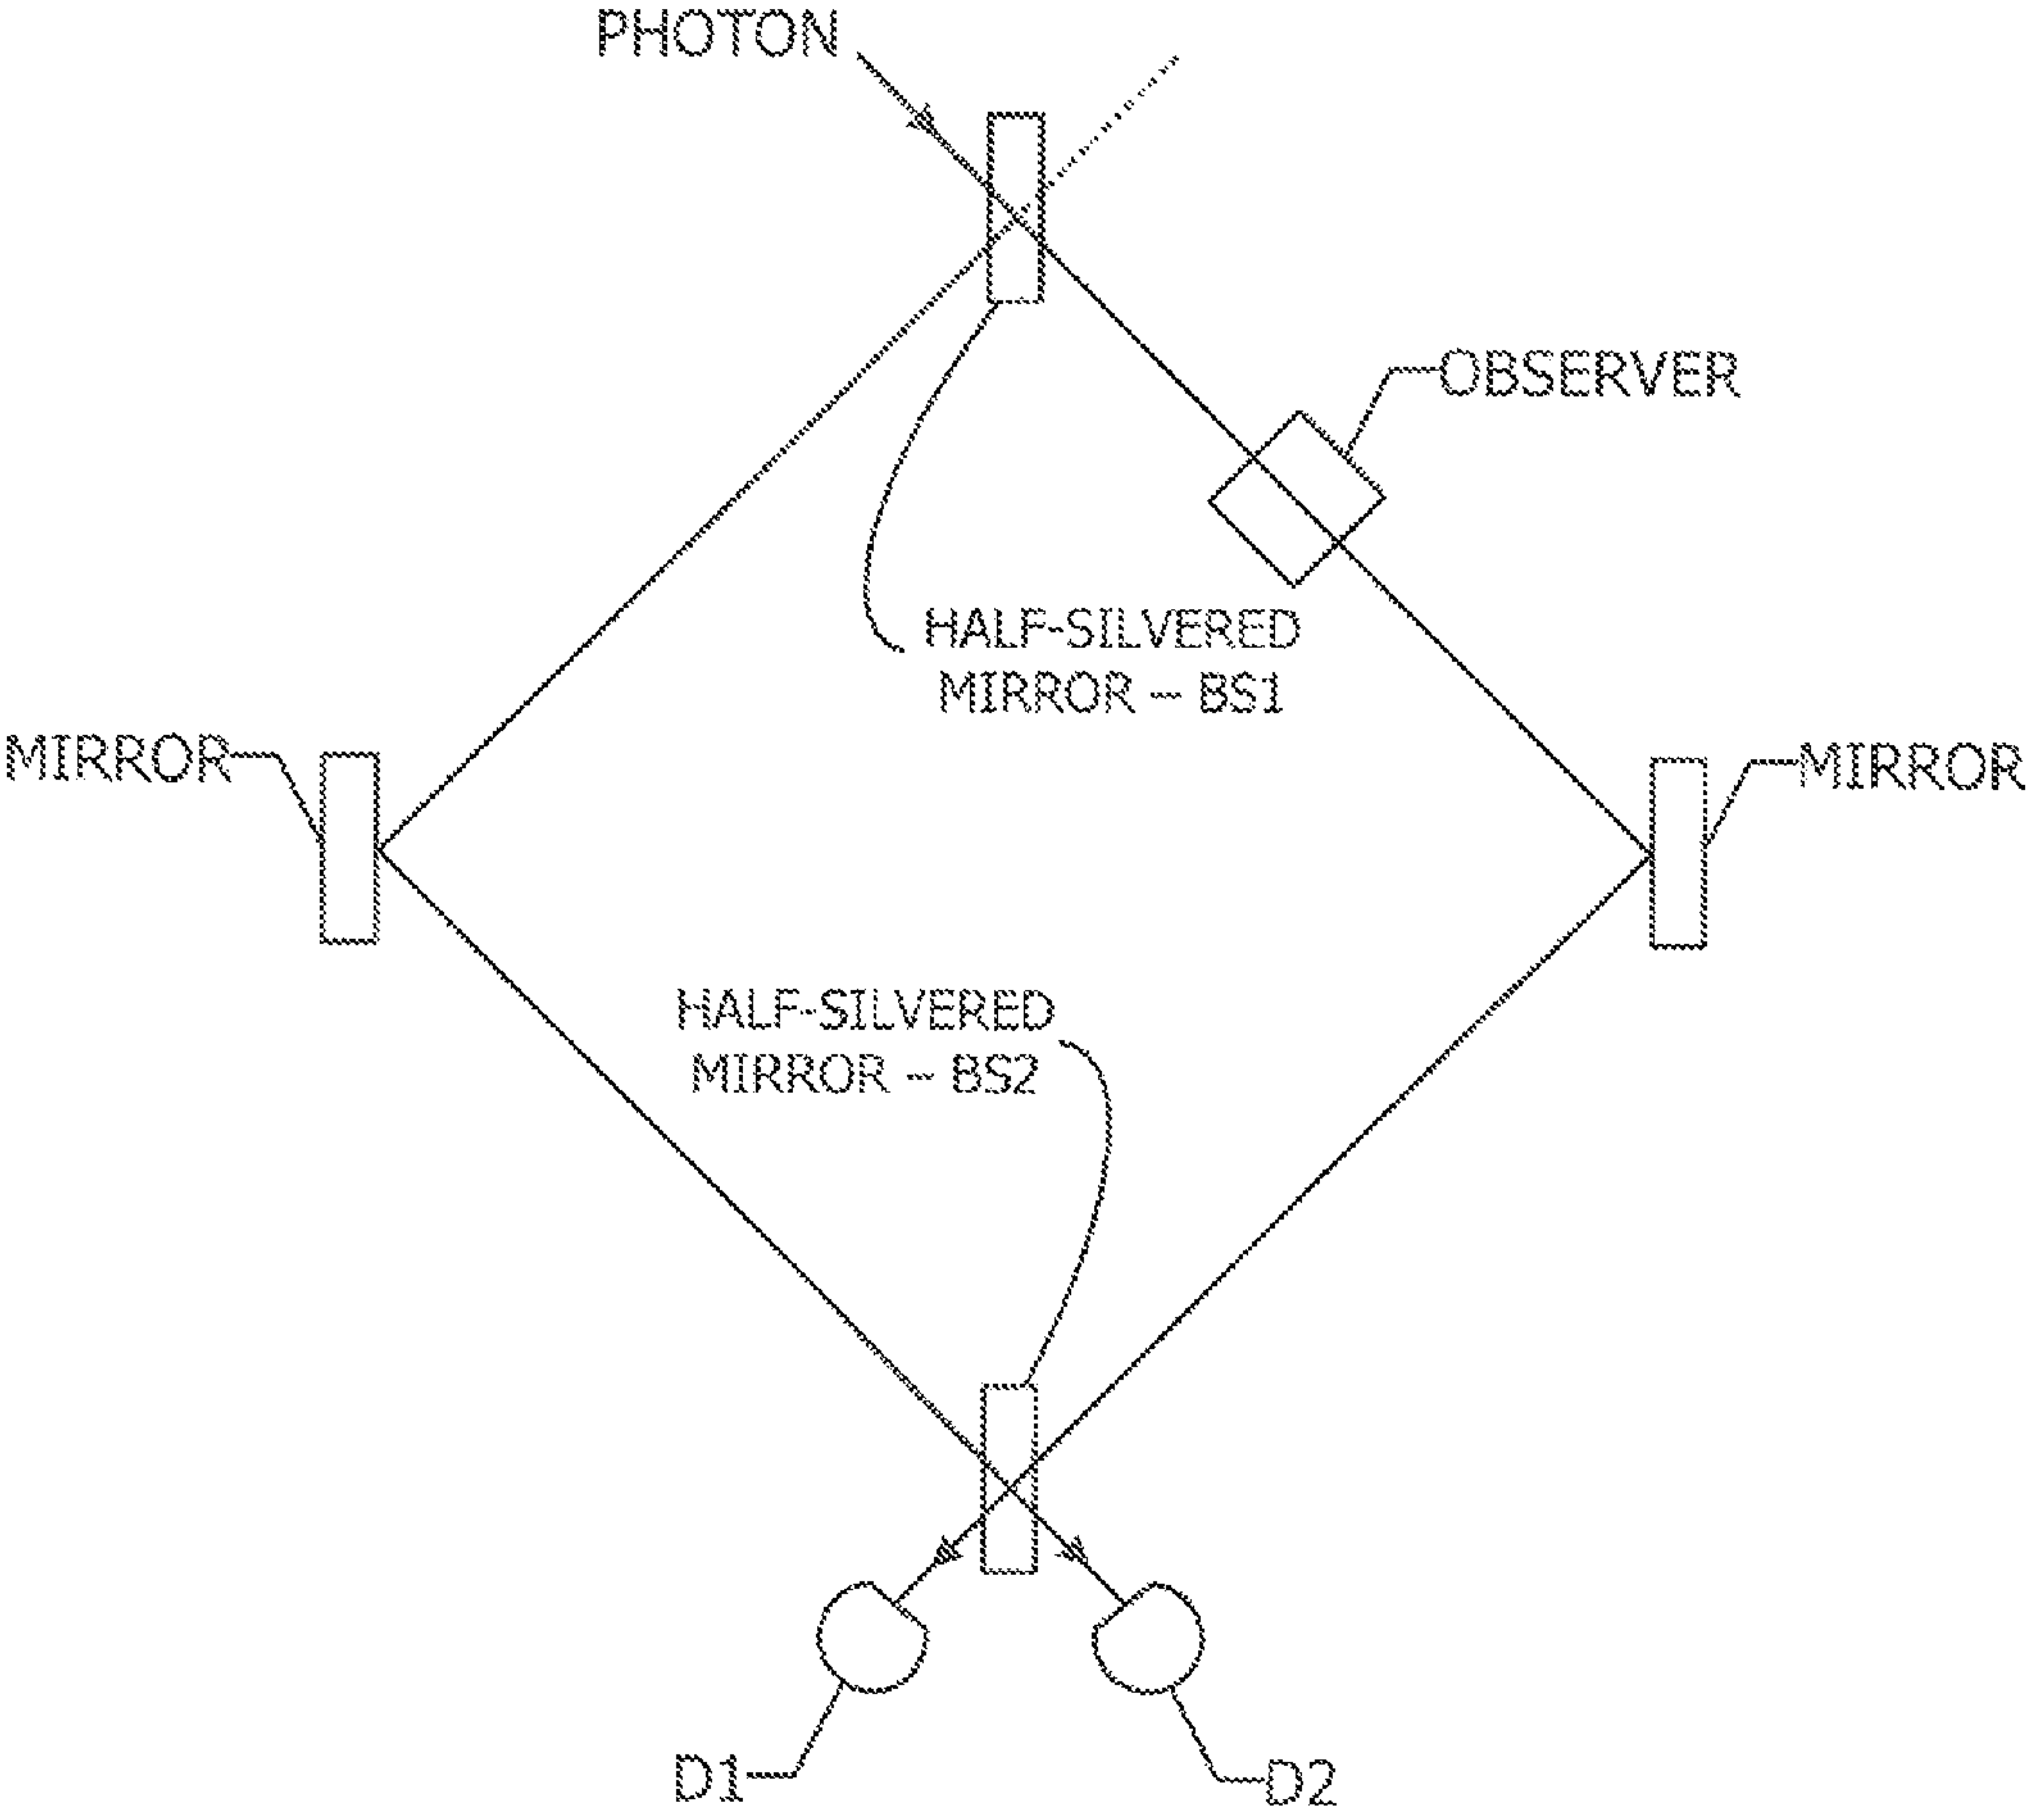 PHOTON
OBSERVER
HALF-SILVERED
MIRROR – BS1
MIRROR
MIRROR
HALF-SILVERED
MIRROR – BS2
D1
D2